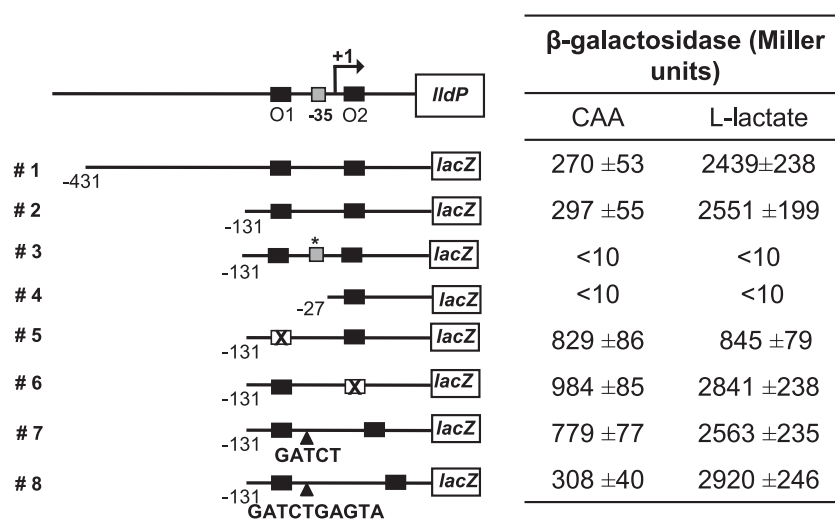 β-galactosidase (Miller
units)
CAA L-lactate
+1
lldP
O1 -35 O2
# 1 -431 lacZ 270 ±53 2439±238
# 2 -131 lacZ 297 ±55 2551 ±199
# 3 -131 * lacZ <10 <10
# 4 -27 lacZ <10 <10
# 5 -131 X lacZ 829 ±86 845 ±79
# 6 -131 X lacZ 984 ±85 2841 ±238
# 7 -131 lacZ 779 ±77 2563 ±235
GATCT
# 8 -131 lacZ 308 ±40 2920 ±246
GATCTGAGTA